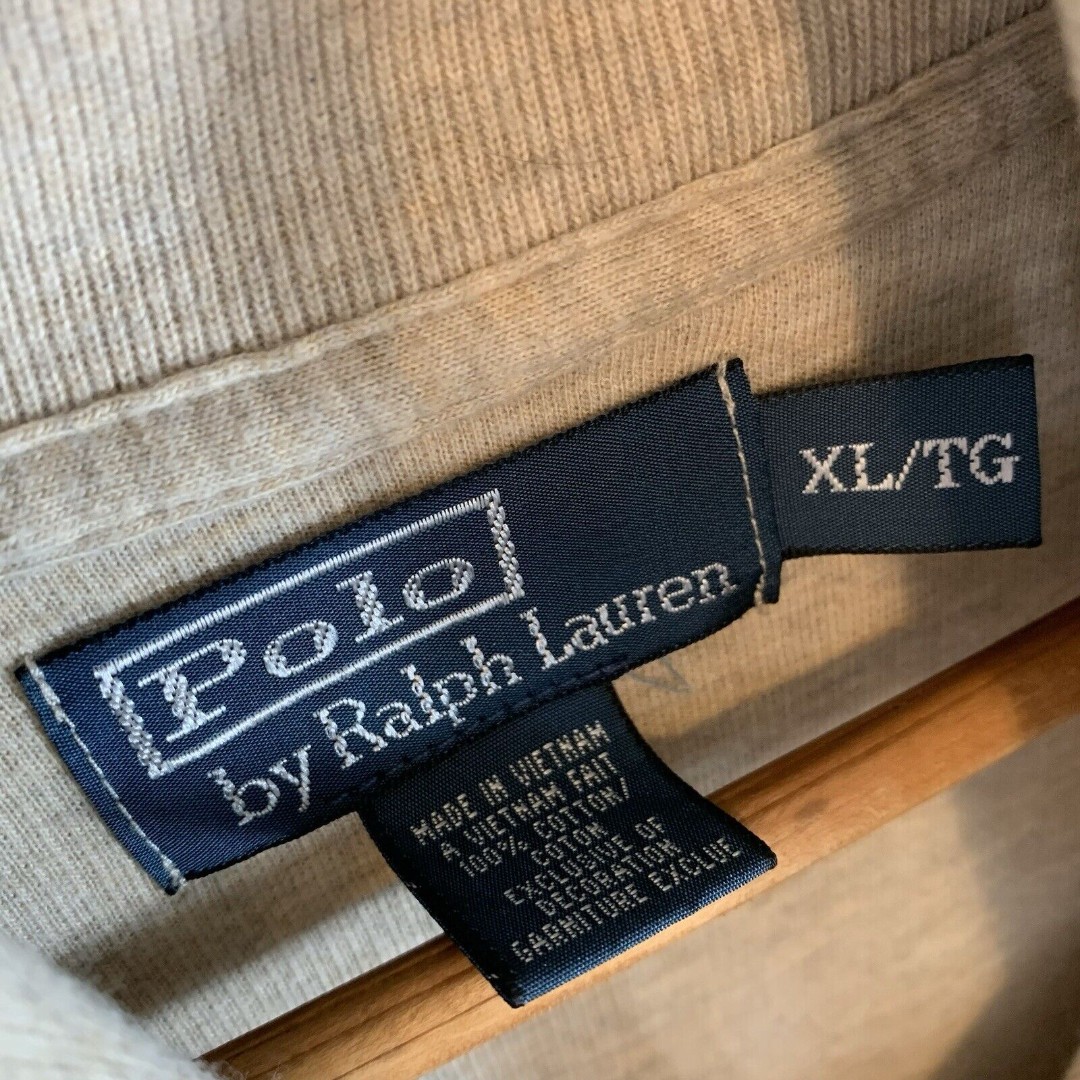 Polo
by Ralph Lauren
XL/TG
MADE IN VIETNAM
A VIETNAM FAIT
100% COTTON/
COTON
EXCLUSIVE OF
DECORATION
GARNITURE EXCLUE